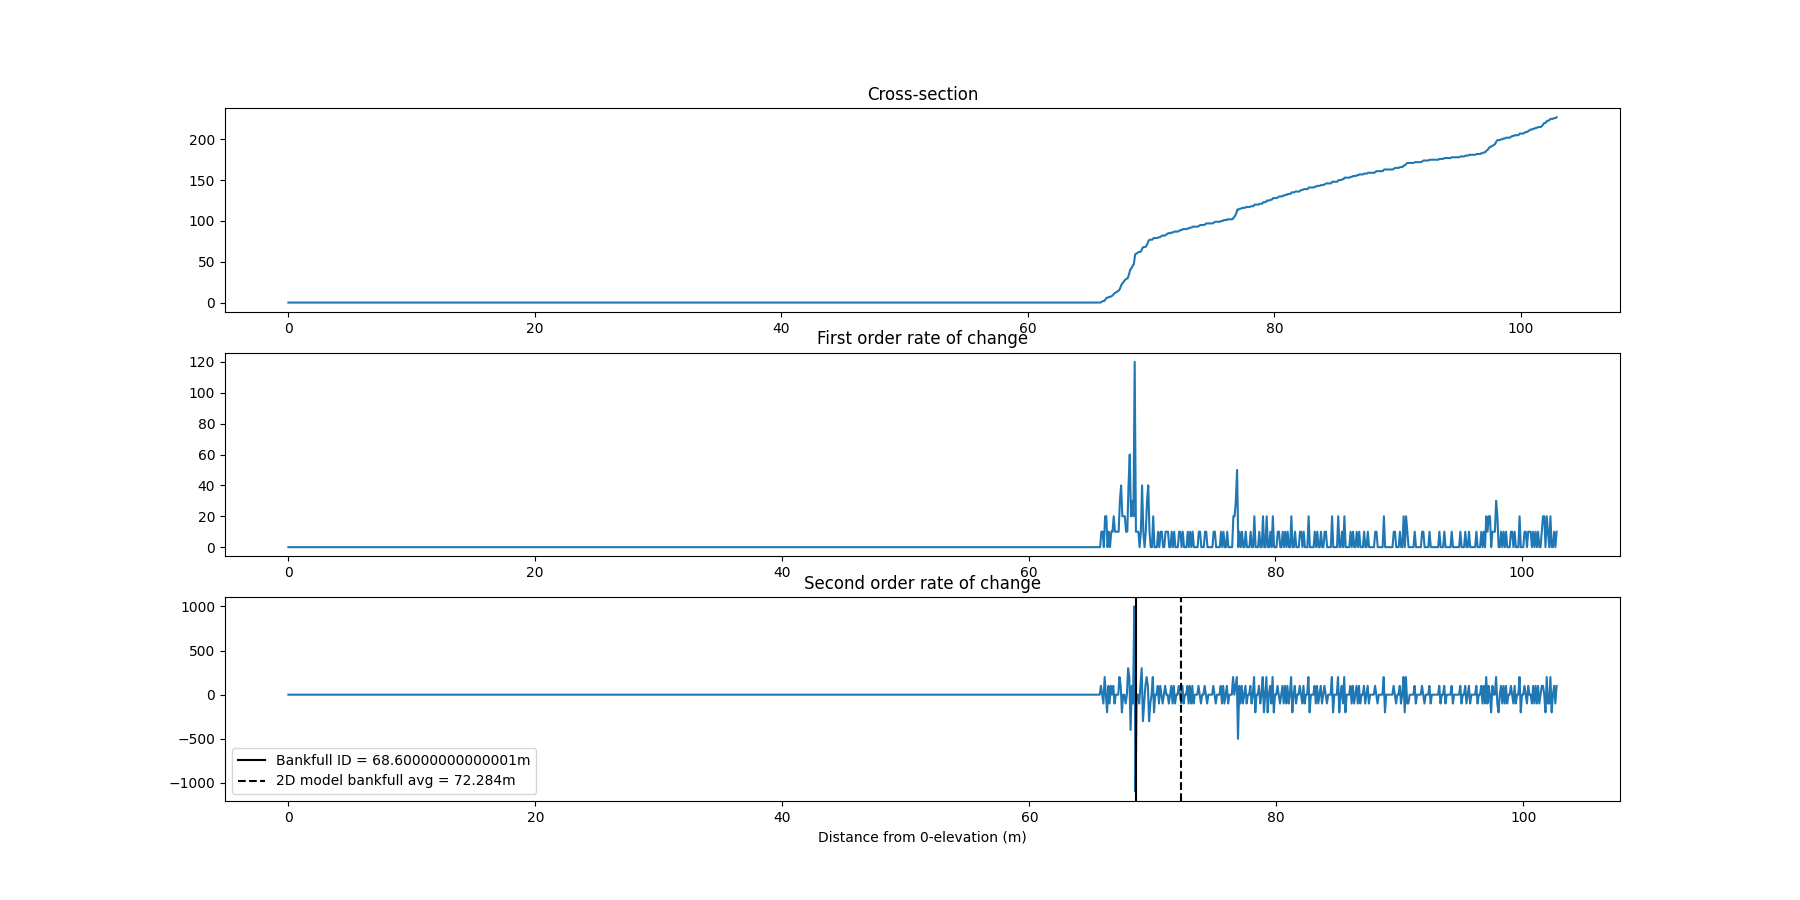 Cross-section
200
150
100
50
0
0 20 40 60 80 100
First order rate of change
120
100
80
60
40
20
0
0 20 40 60 80 100
Second order rate of change
1000
500
0
−500
−1000
Bankfull ID = 68.60000000000001m
2D model bankfull avg = 72.284m
0 20 40 60 80 100
Distance from 0-elevation (m)